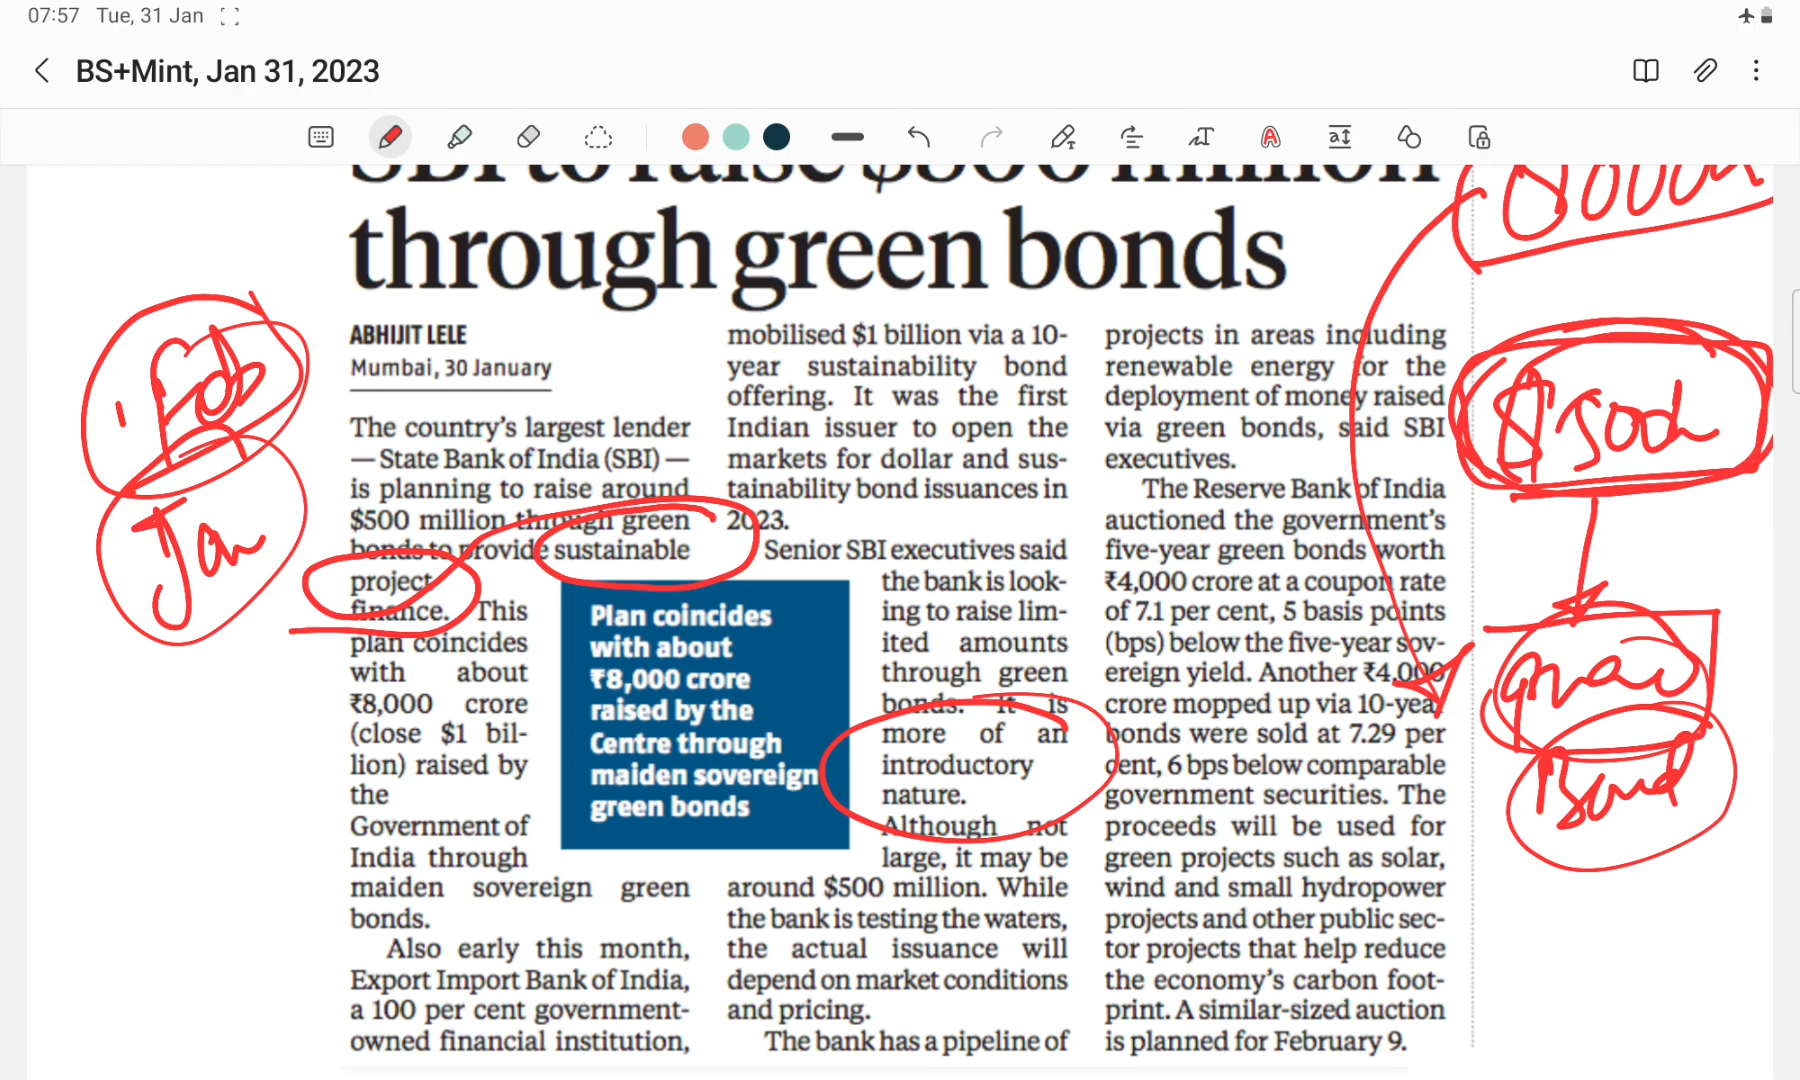 07:57 Tue, 31 Jan
BS+Mint, Jan 31, 2023
SBI to raise $500 million
through green bonds
ABHIJIT LELE
Mumbai, 30 January
The country's largest lender
— State Bank of India (SBI) —
is planning to raise around
$500 million through green
bonds to provide sustainable
project
finance. This
plan coincides
with about
₹8,000 crore
(close $1 bil-
lion) raised by
the
Government of
India through
maiden sovereign green
bonds.
Also early this month,
Export Import Bank of India,
a 100 per cent government-
owned financial institution,
Plan coincides
with about
₹8,000 crore
raised by the
Centre through
maiden sovereign
green bonds
mobilised $1 billion via a 10-
year sustainability bond
offering. It was the first
Indian issuer to open the
markets for dollar and sus-
tainability bond issuances in
2023.
Senior SBI executives said
the bank is look-
ing to raise lim-
ited amounts
through green
bonds. It is
more of an
introductory
nature.
Although not
large, it may be
around $500 million. While
the bank is testing the waters,
the actual issuance will
depend on market conditions
and pricing.
The bank has a pipeline of
projects in areas including
renewable energy for the
deployment of money raised
via green bonds, said SBI
executives.
The Reserve Bank of India
auctioned the government's
five-year green bonds worth
₹4,000 crore at a coupon rate
of 7.1 per cent, 5 basis points
(bps) below the five-year sov-
ereign yield. Another ₹4,000
crore mopped up via 10-year
bonds were sold at 7.29 per
cent, 6 bps below comparable
government securities. The
proceeds will be used for
green projects such as solar,
wind and small hydropower
projects and other public sec-
tor projects that help reduce
the economy's carbon foot-
print. A similar-sized auction
is planned for February 9.
Jan
Bond